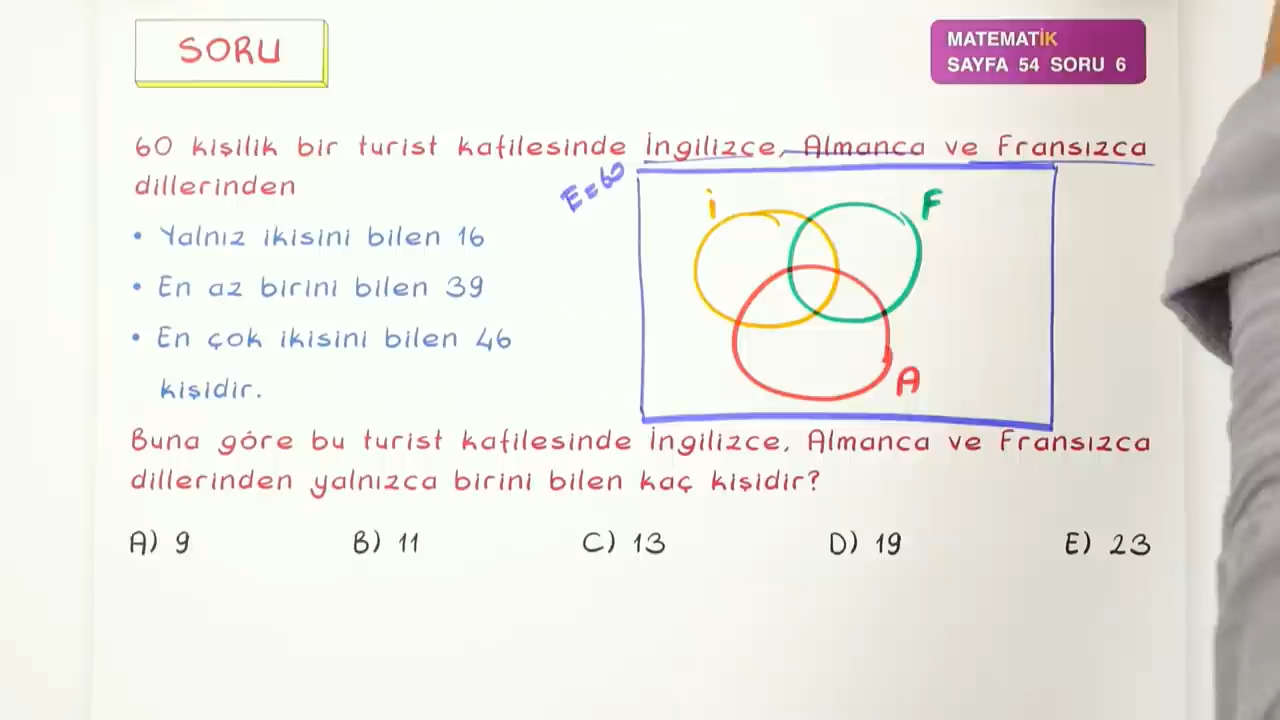 SORU
MATEMATİK
SAYFA 54 SORU 6
60 kişilik bir turist kafilesinde İngilizce, Almanca ve Fransızca
dillerinden
E=60
• Yalnız ikisini bilen 16
• En az birini bilen 39
• En çok ikisini bilen 46
kişidir.
İ
F
A
Buna göre bu turist kafilesinde İngilizce, Almanca ve Fransızca
dillerinden yalnızca birini bilen kaç kişidir?
A) 9 B) 11 C) 13 D) 19 E) 23